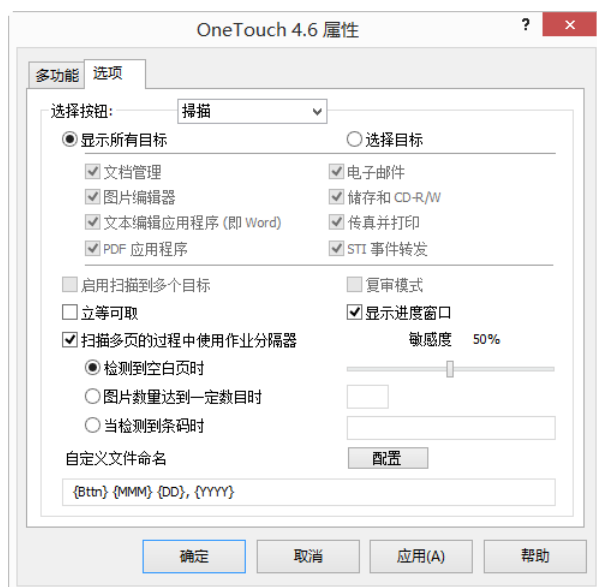 OneTouch 4.6 属性
?
多功能 选项
选择按钮: 掃描
显示所有目标 选择目标
文档管理 电子邮件
图片编辑器 储存和 CD-R/W
文本编辑应用程序 (即 Word) 传真并打印
PDF 应用程序 STI 事件转发
启用扫描到多个目标 复审模式
立等可取 显示进度窗口
扫描多页的过程中使用作业分隔器 敏感度 50%
检测到空白页时
图片数量达到一定数目时
当检测到条码时
自定义文件命名 配置
{Bttn} {MMM} {DD}, {YYYY}
确定 取消 应用(A) 帮助